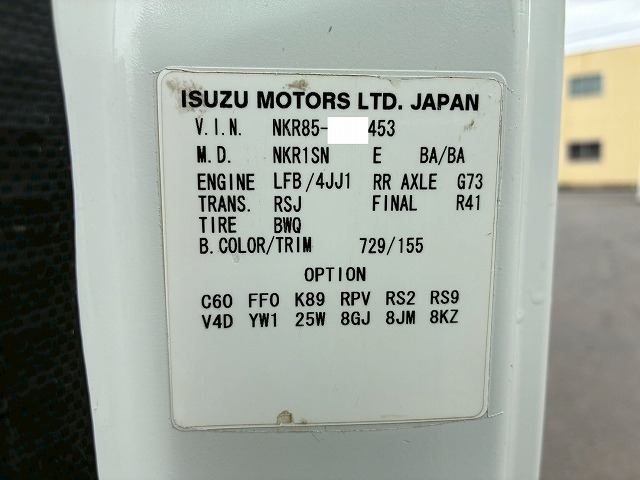 ISUZU MOTORS LTD. JAPAN
V.I.N. NKR85- 453
M.D. NKR1SN E BA/BA
ENGINE LFB/4JJ1 RR AXLE G73
TRANS. RSJ FINAL R41
TIRE BWQ
B.COLOR/TRIM 729/155
OPTION
C60 FF0 K89 RPV RS2 RS9
V4D YW1 25W 8GJ 8JM 8KZ